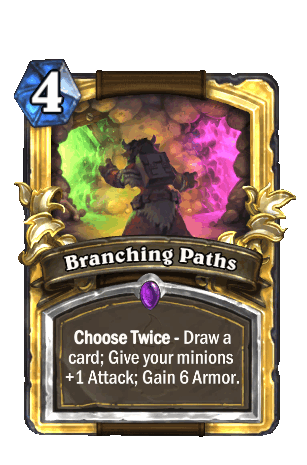 4
Branching Paths
Choose Twice - Draw a
card; Give your minions
+1 Attack; Gain 6 Armor.